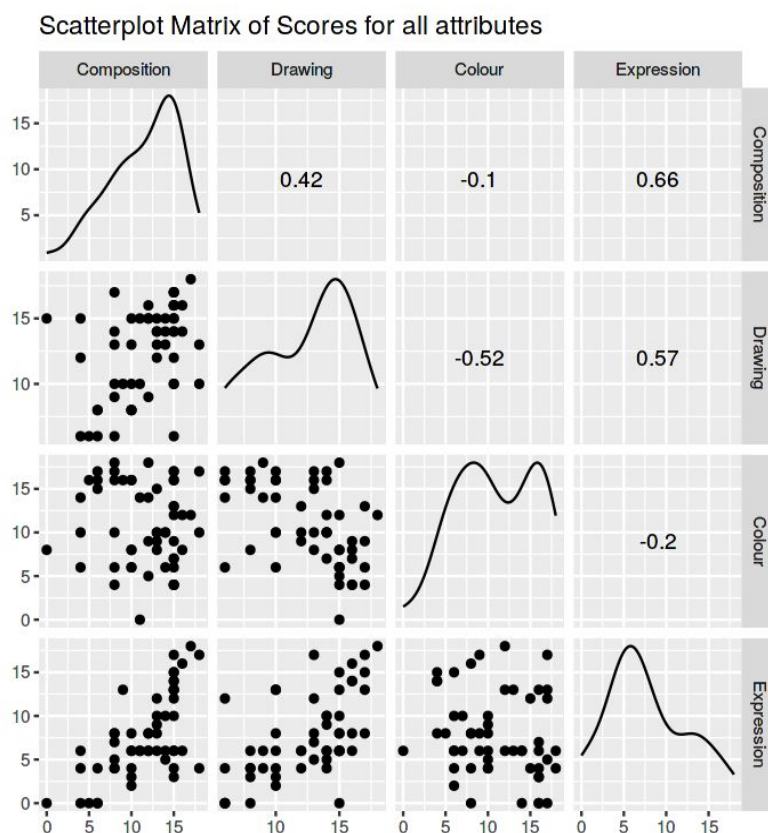 Scatterplot Matrix of Scores for all attributes
Composition Drawing Colour Expression
15
10
5
0.42 -0.1 0.66
Composition
15
10
-0.52 0.57
Drawing
15
10
5
0
-0.2
Colour
15
10
5
0
Expression
0 5 10 15 10 15 0 5 10 15 0 5 10 15